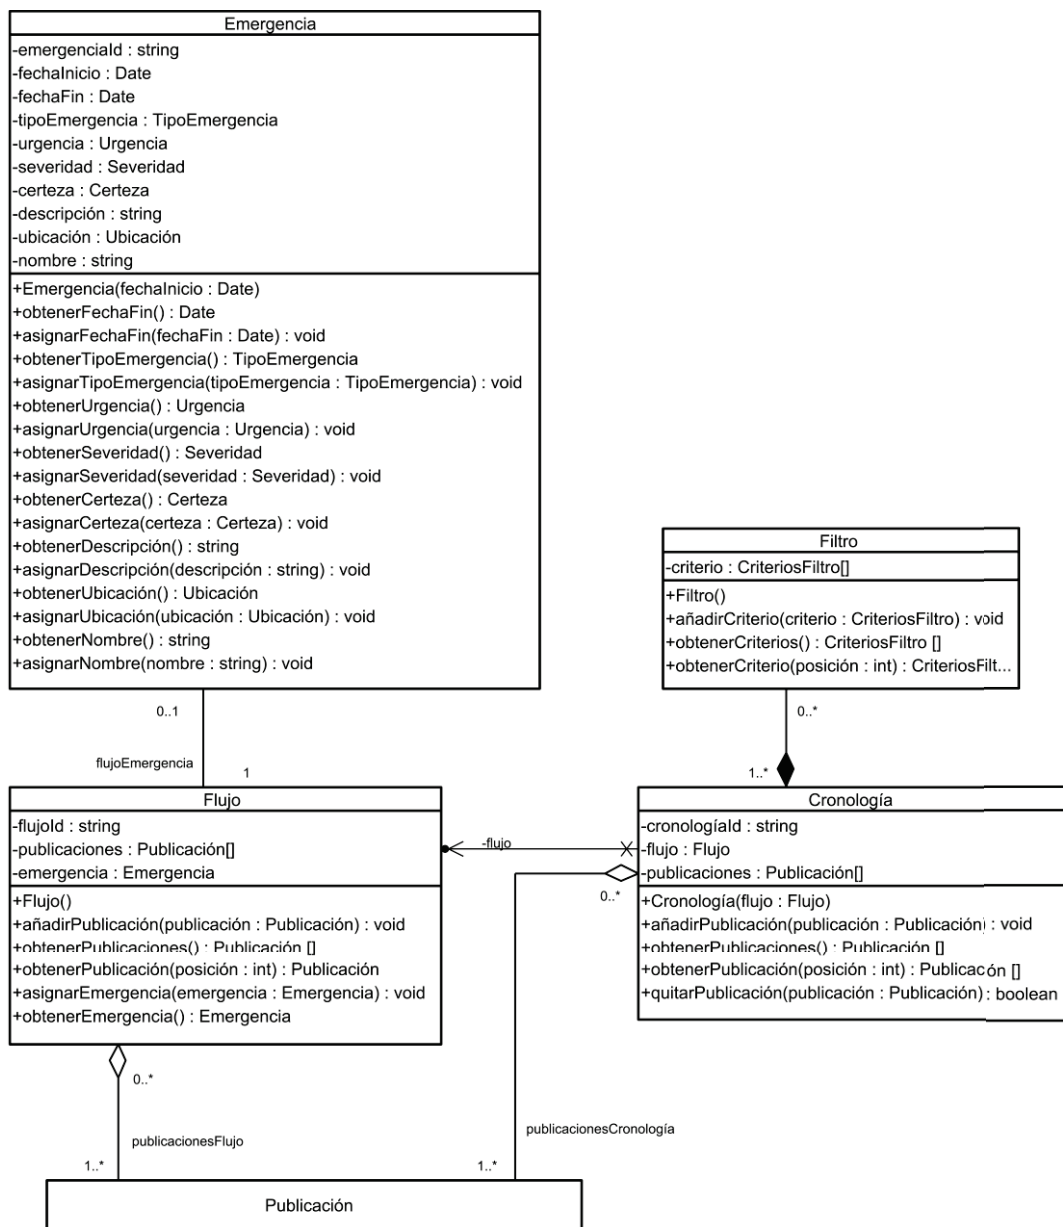 Emergencia
-emergenciaId : string
-fechaInicio : Date
-fechaFin : Date
-tipoEmergencia : TipoEmergencia
-urgencia : Urgencia
-severidad : Severidad
-certeza : Certeza
-descripción : string
-ubicación : Ubicación
-nombre : string
+Emergencia(fechaInicio : Date)
+obtenerFechaFin() : Date
+asignarFechaFin(fechaFin : Date) : void
+obtenerTipoEmergencia() : TipoEmergencia
+asignarTipoEmergencia(tipoEmergencia : TipoEmergencia) : void
+obtenerUrgencia() : Urgencia
+asignarUrgencia(urgencia : Urgencia) : void
+obtenerSeveridad() : Severidad
+asignarSeveridad(severidad : Severidad) : void
+obtenerCerteza() : Certeza
+asignarCerteza(certeza : Certeza) : void
+obtenerDescripción() : string
+asignarDescripción(descripción : string) : void
+obtenerUbicación() : Ubicación
+asignarUbicación(ubicación : Ubicación) : void
+obtenerNombre() : string
+asignarNombre(nombre : string) : void
Filtro
-criterio : CriteriosFiltro[]
+Filtro()
+añadirCriterio(criterio : CriteriosFiltro) : void
+obtenerCriterios() : CriteriosFiltro []
+obtenerCriterio(posición : int) : CriteriosFilt...
0..1
flujoEmergencia
1
0..*
1..*
Flujo
-flujoId : string
-publicaciones : Publicación[]
-emergencia : Emergencia
+Flujo()
+añadirPublicación(publicación : Publicación) : void
+obtenerPublicaciones() : Publicación []
+obtenerPublicación(posición : int) : Publicación
+asignarEmergencia(emergencia : Emergencia) : void
+obtenerEmergencia() : Emergencia
-flujo
Cronología
-cronologíaId : string
-flujo : Flujo
-publicaciones : Publicación[]
+Cronología(flujo : Flujo)
+añadirPublicación(publicación : Publicación) : void
+obtenerPublicaciones() : Publicación []
+obtenerPublicación(posición : int) : Publicación []
+quitarPublicación(publicación : Publicación) : boolean
0..*
0..*
publicacionesFlujo
publicacionesCronología
1..*
1..*
Publicación